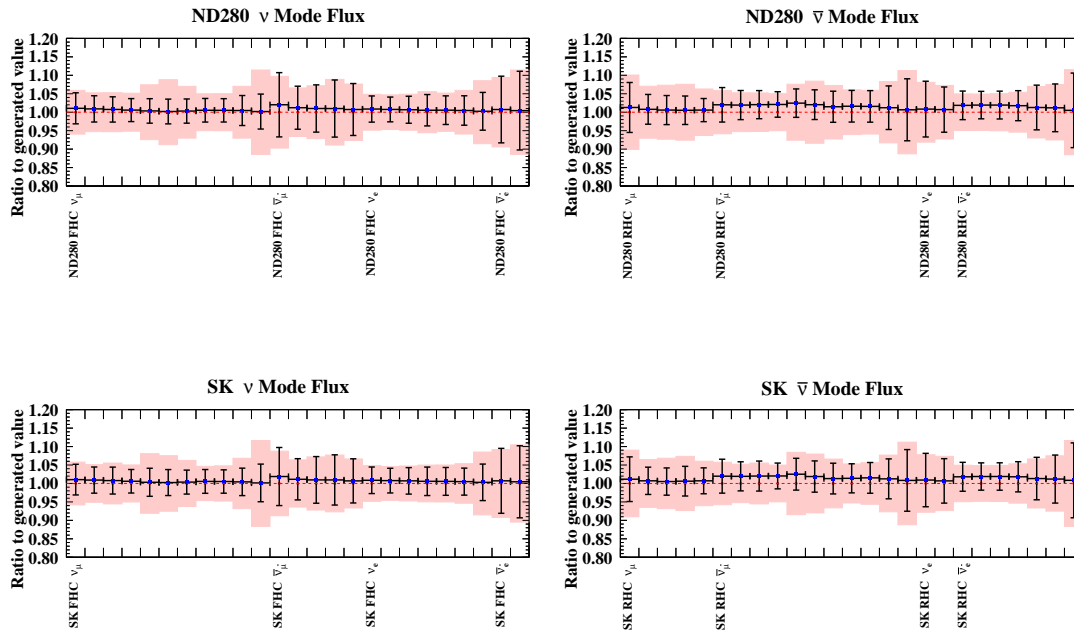 ND280 ν Mode Flux
Ratio to generated value
1.20
1.15
1.10
1.05
1.00
0.95
0.90
0.85
0.80
ND280 FHC ν_μ
ND280 FHC ν̅_μ
ND280 FHC ν_e
ND280 FHC ν̅_e
ND280 ν̅ Mode Flux
Ratio to generated value
1.20
1.15
1.10
1.05
1.00
0.95
0.90
0.85
0.80
ND280 RHC ν_μ
ND280 RHC ν̅_μ
ND280 RHC ν_e
ND280 RHC ν̅_e
SK ν Mode Flux
Ratio to generated value
1.20
1.15
1.10
1.05
1.00
0.95
0.90
0.85
0.80
SK FHC ν_μ
SK FHC ν̅_μ
SK FHC ν_e
SK FHC ν̅_e
SK ν̅ Mode Flux
Ratio to generated value
1.20
1.15
1.10
1.05
1.00
0.95
0.90
0.85
0.80
SK RHC ν_μ
SK RHC ν̅_μ
SK RHC ν_e
SK RHC ν̅_e